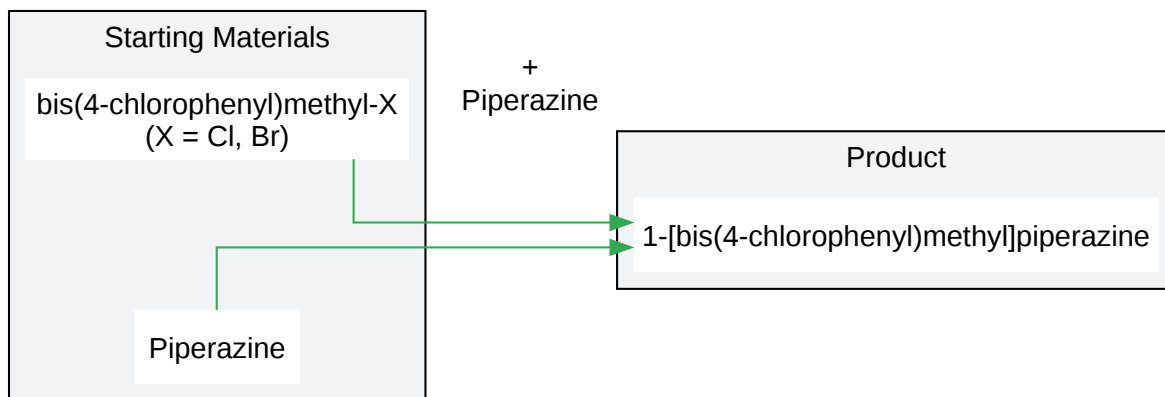 Starting Materials
bis(4-chlorophenyl)methyl-X
(X = Cl, Br)
Piperazine
+
Piperazine
Product
1-[bis(4-chlorophenyl)methyl]piperazine